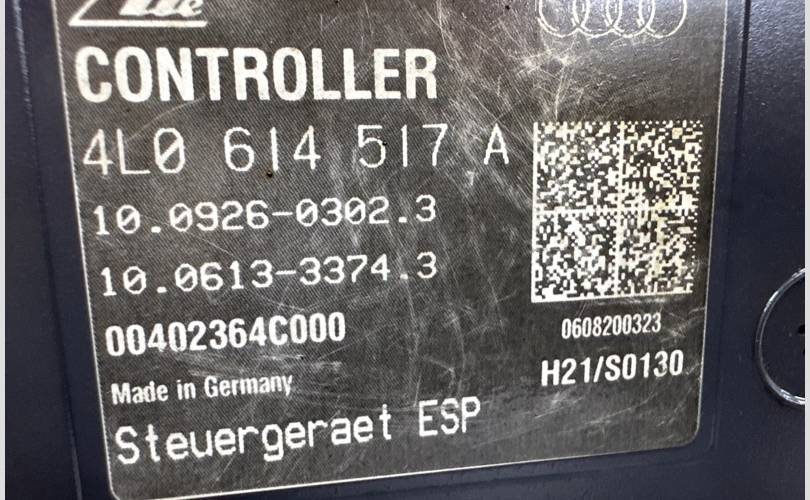 Ate
CONTROLLER
4L0 614 517 A
10.0926-0302.3
10.0613-3374.3
00402364C000
0608200323
Made in Germany
H21/S0130
Steuergeraet ESP